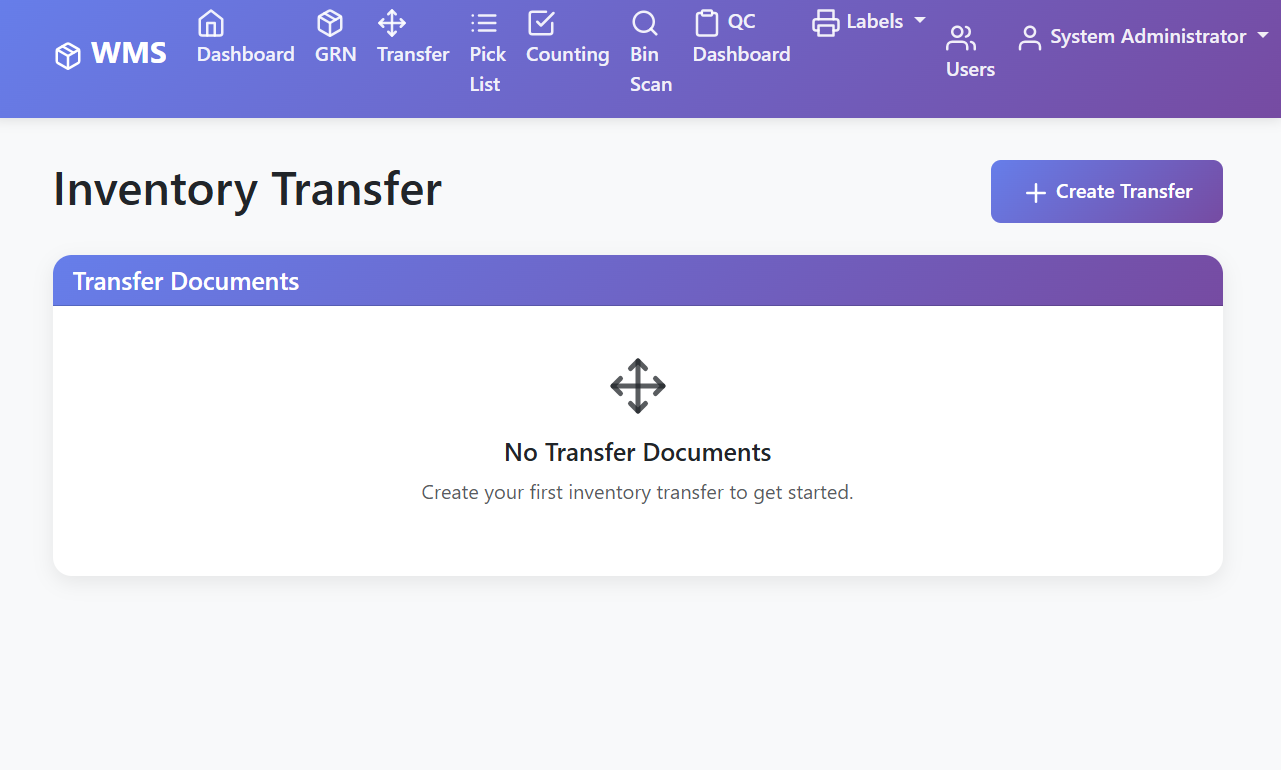 WMS
Dashboard
GRN
Transfer
Pick
List
Counting
Bin
Scan
QC
Dashboard
Labels
Users
System Administrator
Inventory Transfer
Create Transfer
Transfer Documents
No Transfer Documents
Create your first inventory transfer to get started.